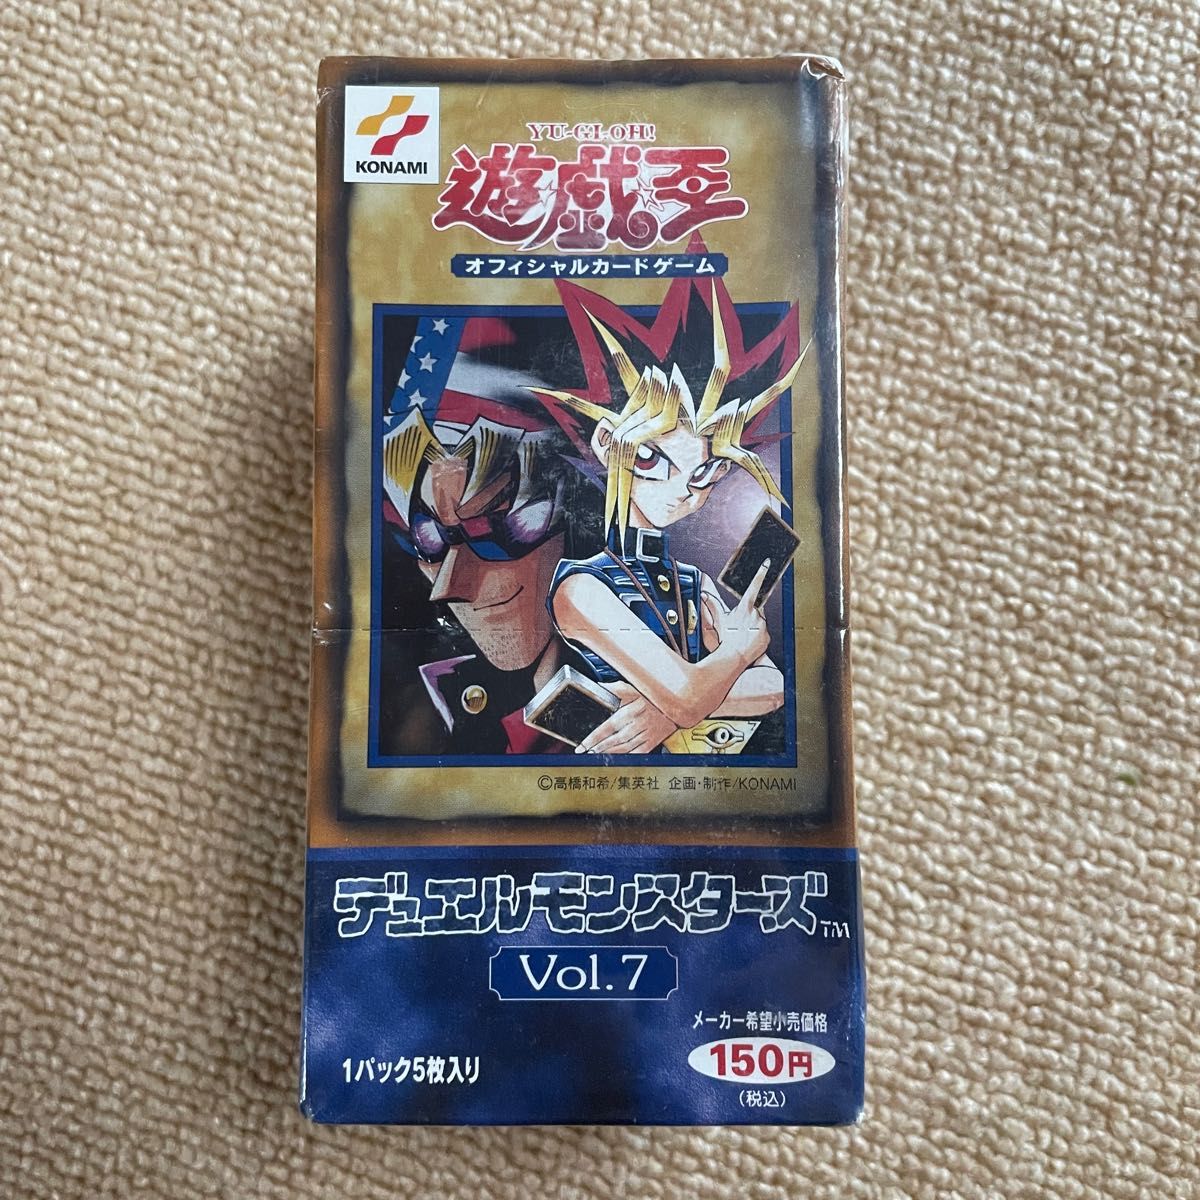 KONAMI
YU-GI-OH!
遊☆戯☆王
オフィシャルカードゲーム
©高橋和希/集英社 企画・制作/KONAMI
デュエルモンスターズ™
Vol.7
メーカー希望小売価格
150円
(税込)
1パック5枚入り